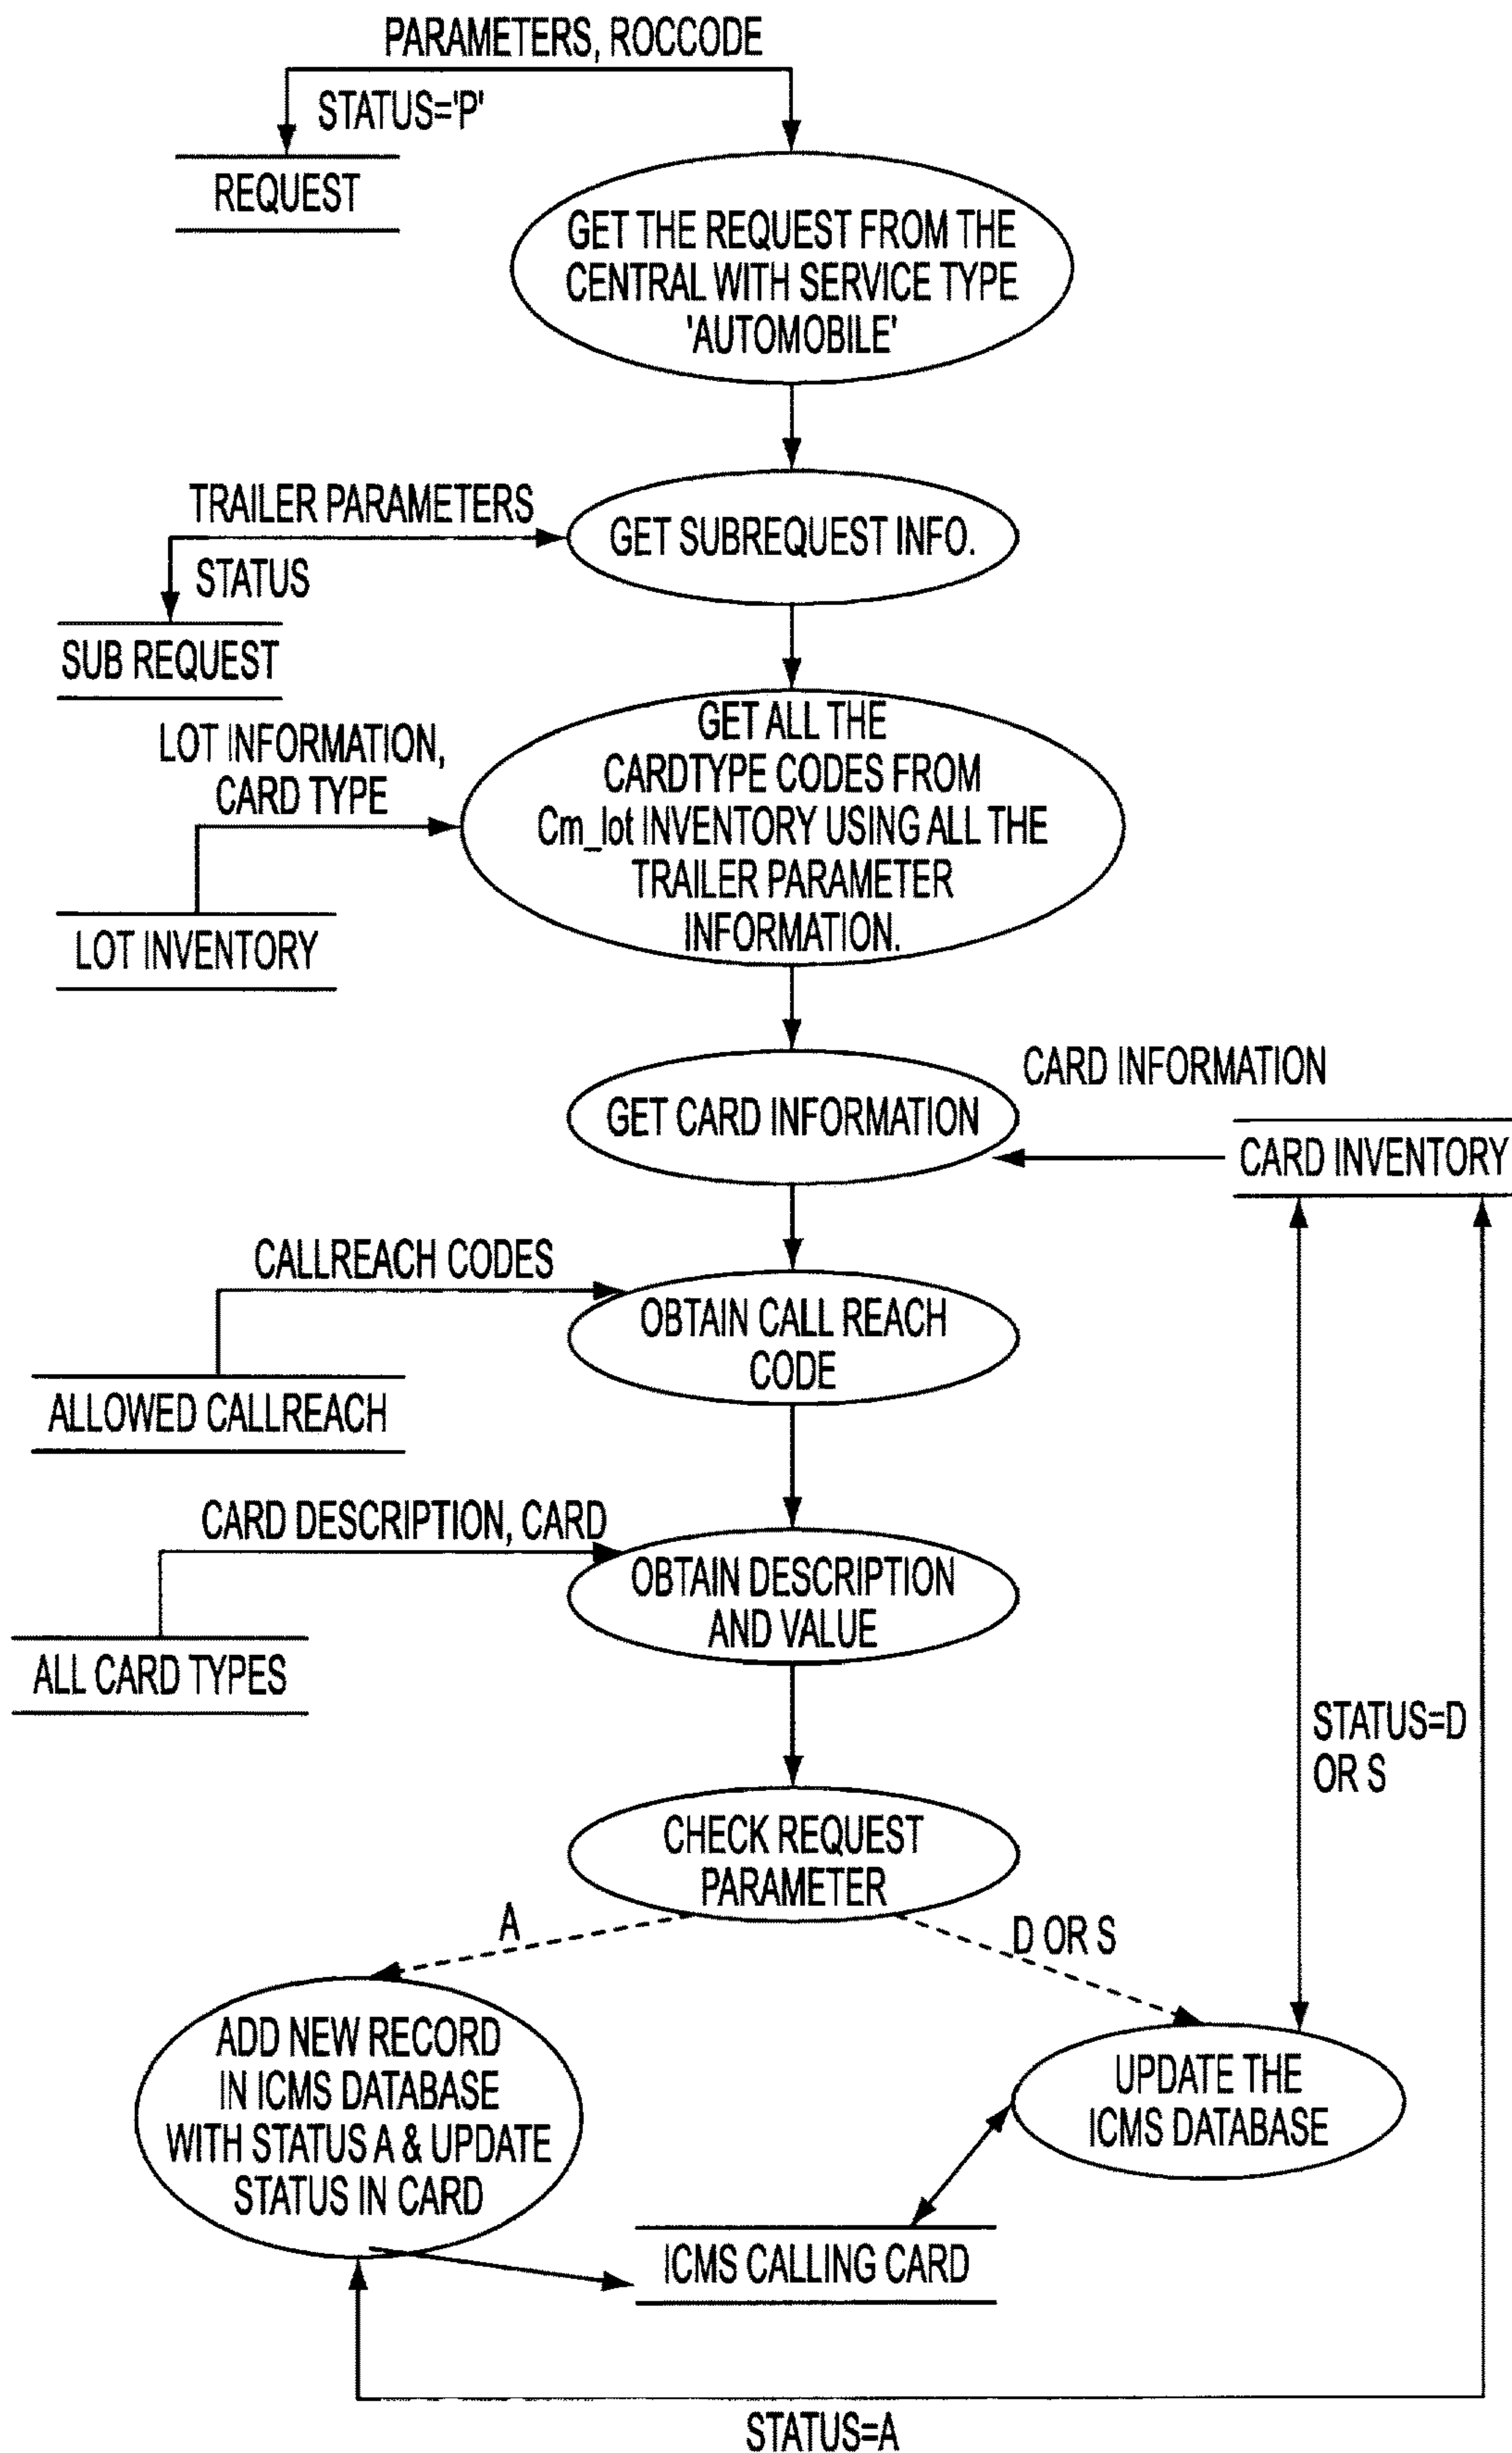 PARAMETERS, ROCCODE
STATUS='P'
REQUEST
GET THE REQUEST FROM THE
CENTRAL WITH SERVICE TYPE
'AUTOMOBILE'
TRAILER PARAMETERS
STATUS
GET SUBREQUEST INFO.
SUB REQUEST
LOT INFORMATION,
CARD TYPE
GET ALL THE
CARDTYPE CODES FROM
Cm_lot INVENTORY USING ALL THE
TRAILER PARAMETER
INFORMATION.
LOT INVENTORY
CARD INFORMATION
GET CARD INFORMATION
CARD INVENTORY
CALLREACH CODES
OBTAIN CALL REACH
CODE
ALLOWED CALLREACH
CARD DESCRIPTION, CARD
OBTAIN DESCRIPTION
AND VALUE
ALL CARD TYPES
STATUS=D
OR S
CHECK REQUEST
PARAMETER
A
D OR S
ADD NEW RECORD
IN ICMS DATABASE
WITH STATUS A & UPDATE
STATUS IN CARD
UPDATE THE
ICMS DATABASE
ICMS CALLING CARD
STATUS=A